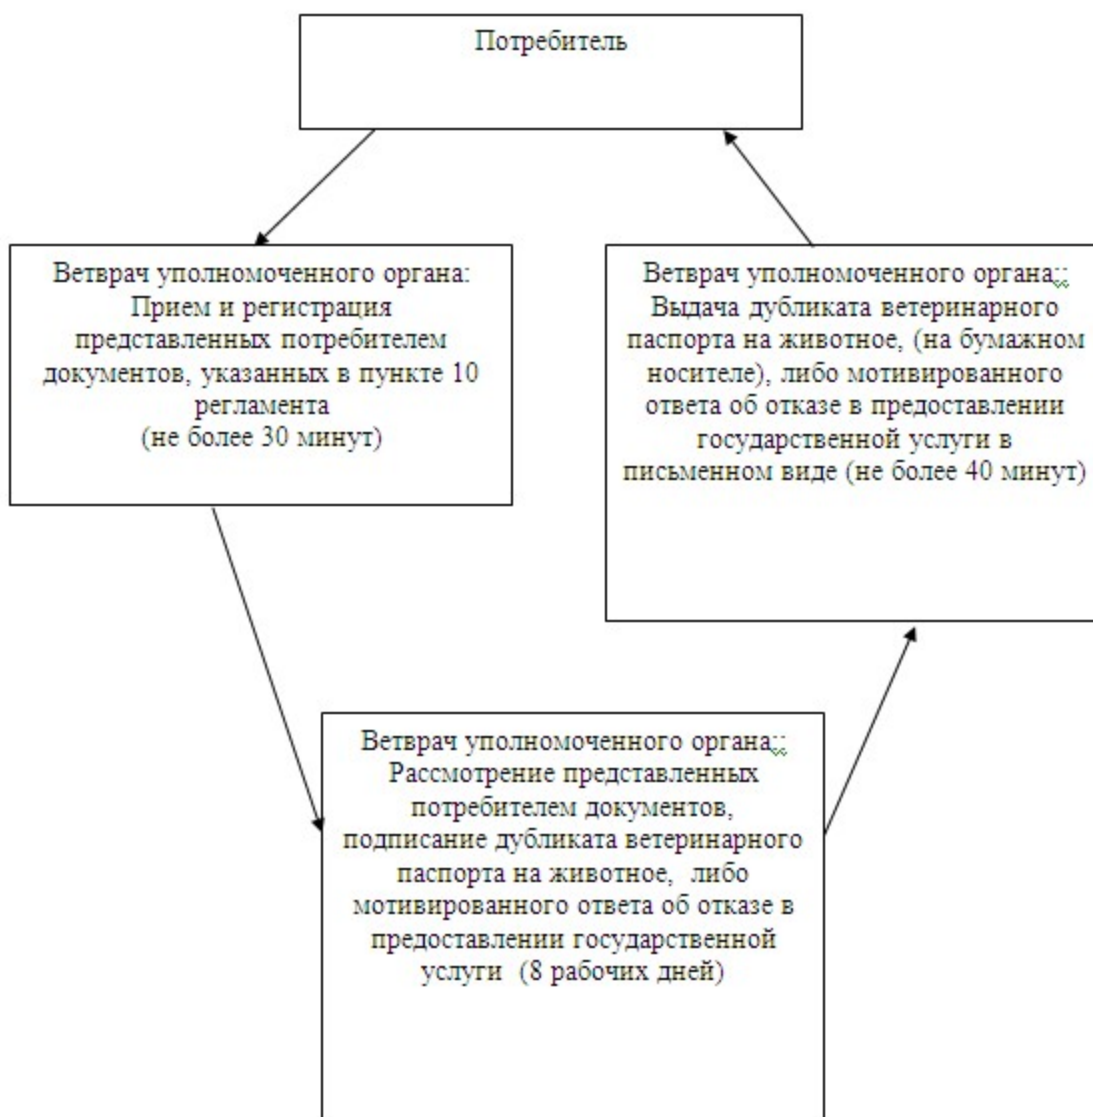 Потребитель
Ветврач уполномоченного органа:
Прием и регистрация
представленных потребителем
документов, указанных в пункте 10
регламента
(не более 30 минут)
Ветврач уполномоченного органа;:
Выдача дубликата ветеринарного
паспорта на животное, (на бумажном
носителе), либо мотивированного
ответа об отказе в предоставлении
государственной услуги в
письменном виде (не более 40 минут)
Ветврач уполномоченного органа;:
Рассмотрение представленных
потребителем документов,
подписание дубликата ветеринарного
паспорта на животное, либо
мотивированного ответа об отказе в
предоставлении государственной
услуги (8 рабочих дней)